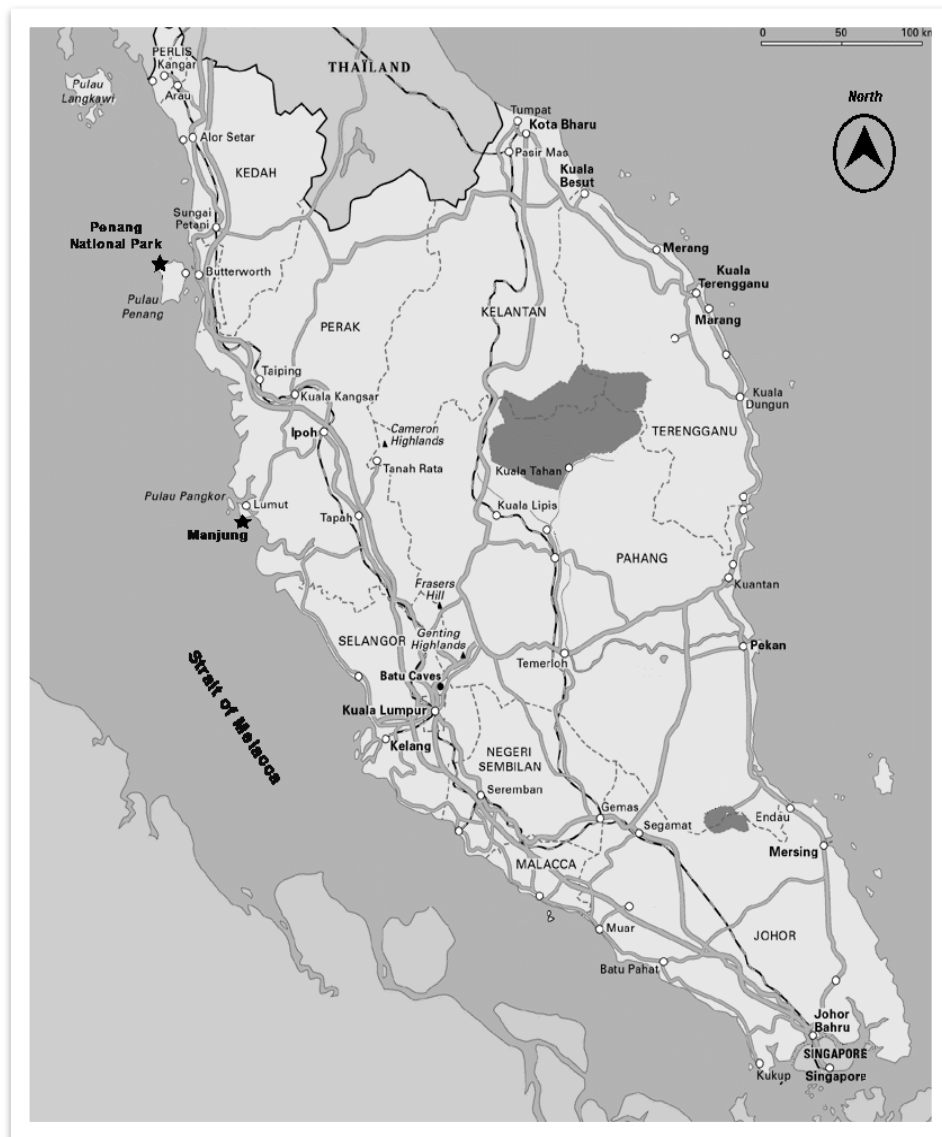 0 50 100 km
THAILAND
North
PERLIS
Kangar
Pulau
Langkawi
Arau
Tumpat
Kota Bharu
Alor Setar
Pasir Mas
KEDAH
Kuala
Besut
Sungai
Petani
Penang
National Park
Merang
Butterworth
Kuala
Terengganu
Pulau
Penang
KELANTAN
Marang
PERAK
Taiping
Kuala Kangsar
Kuala
Dungun
Ipoh
Cameron
Highlands
TERENGGANU
Tanah Rata
Kuala Tahan
Pulau Pangkor
Lumut
Kuala Lipis
Tapah
Manjung
PAHANG
Frasers
Hill
Kuantan
SELANGOR
Genting
Highlands
Pekan
Temerloh
Batu Caves
Strait of Melacca
Kuala Lumpur
Kelang
NEGERI
SEMBILAN
Seremban
Gemas
Segamat
Endau
Mersing
MALACCA
Muar
JOHOR
Batu Pahat
Johor
Bahru
SINGAPORE
Kukup
Singapore